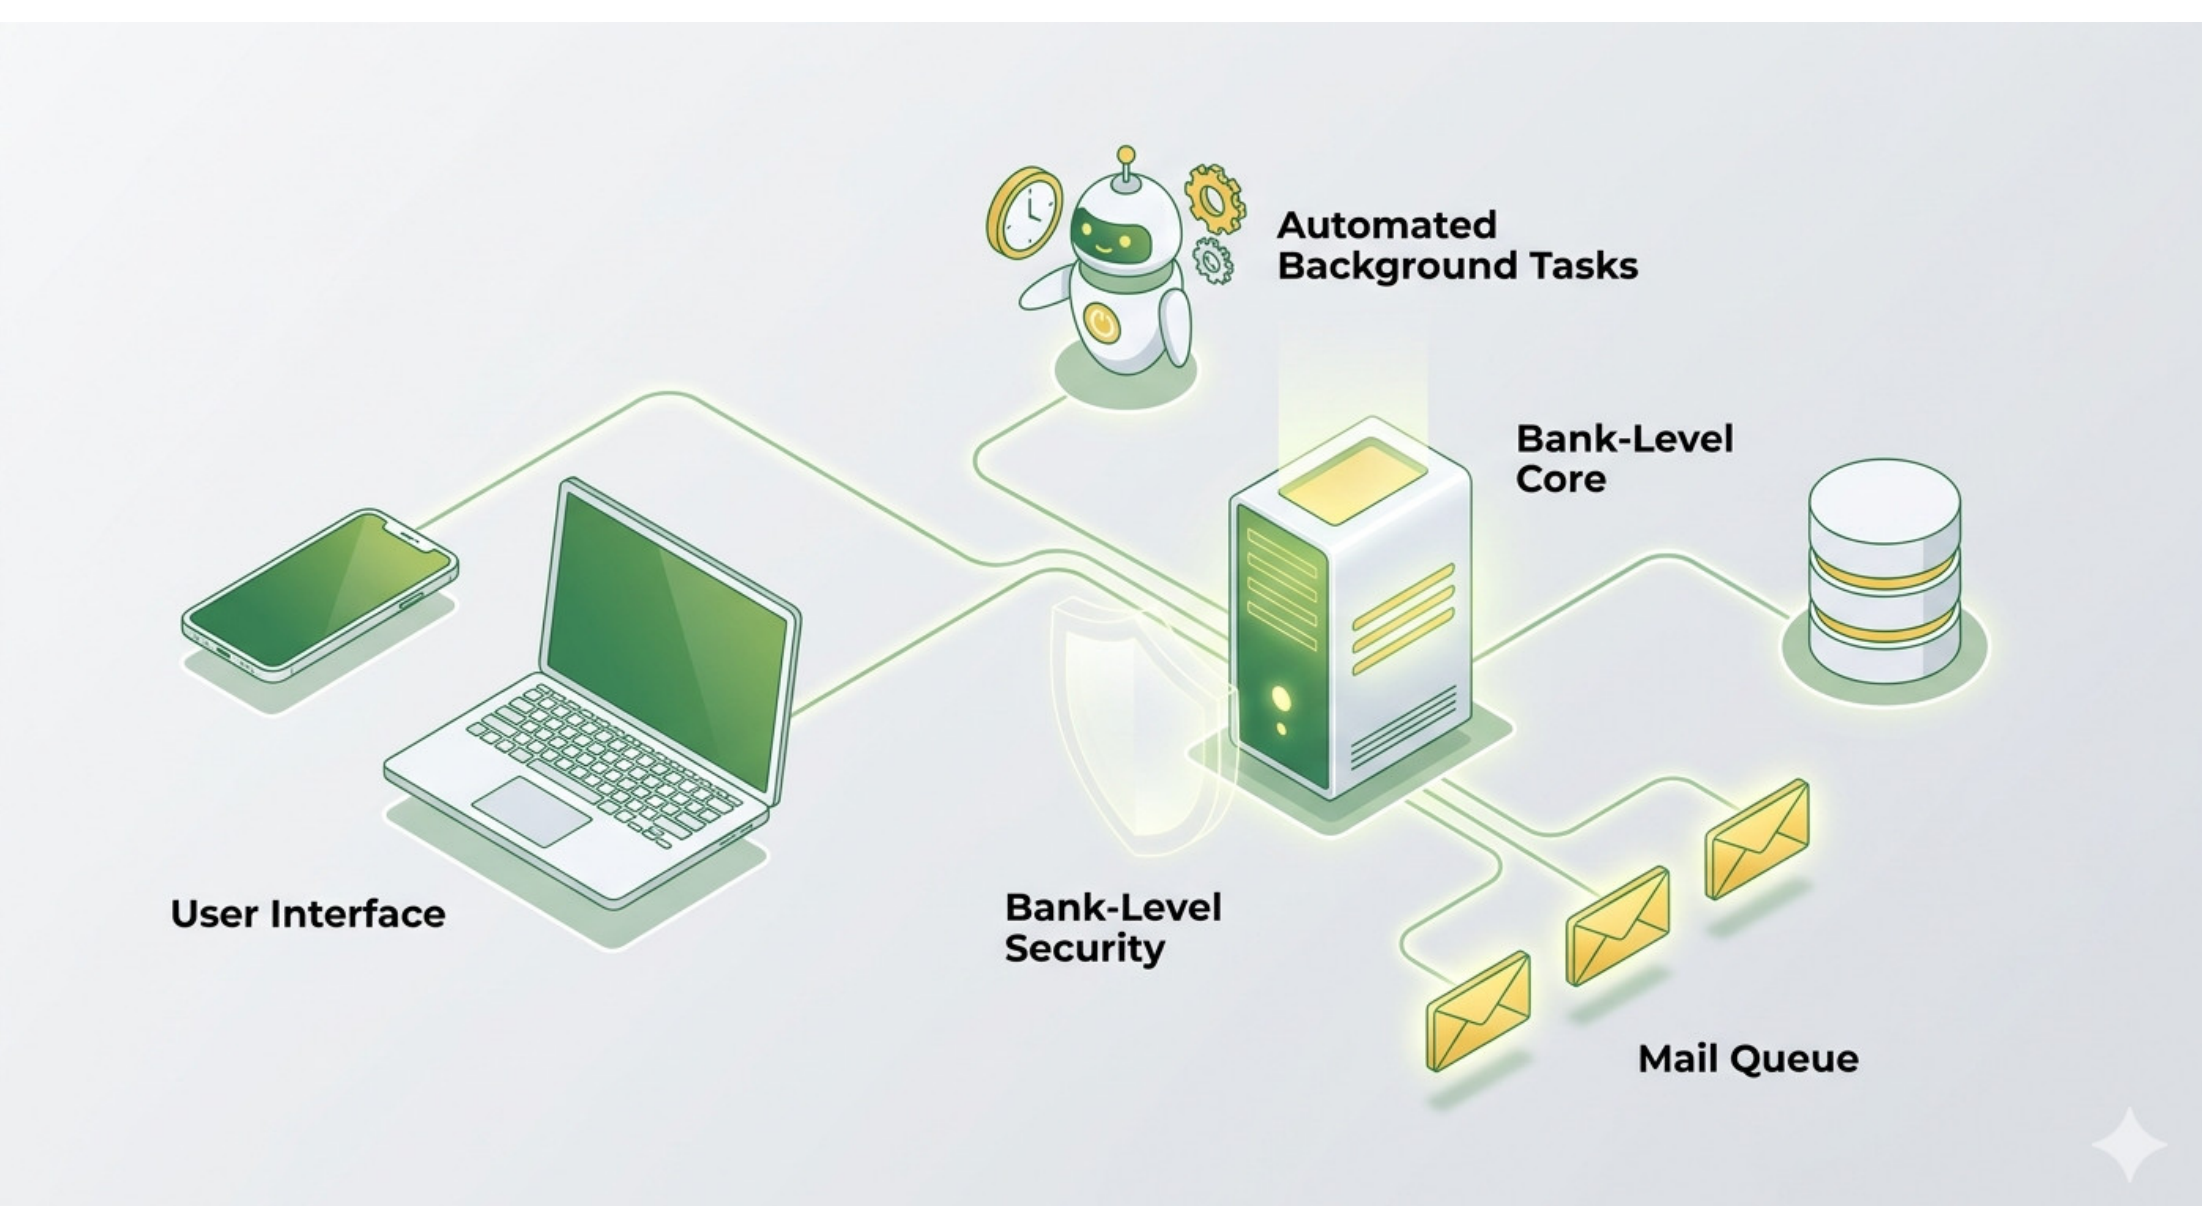 Automated
Background Tasks
Bank-Level
Core
User Interface
Bank-Level
Security
Mail Queue